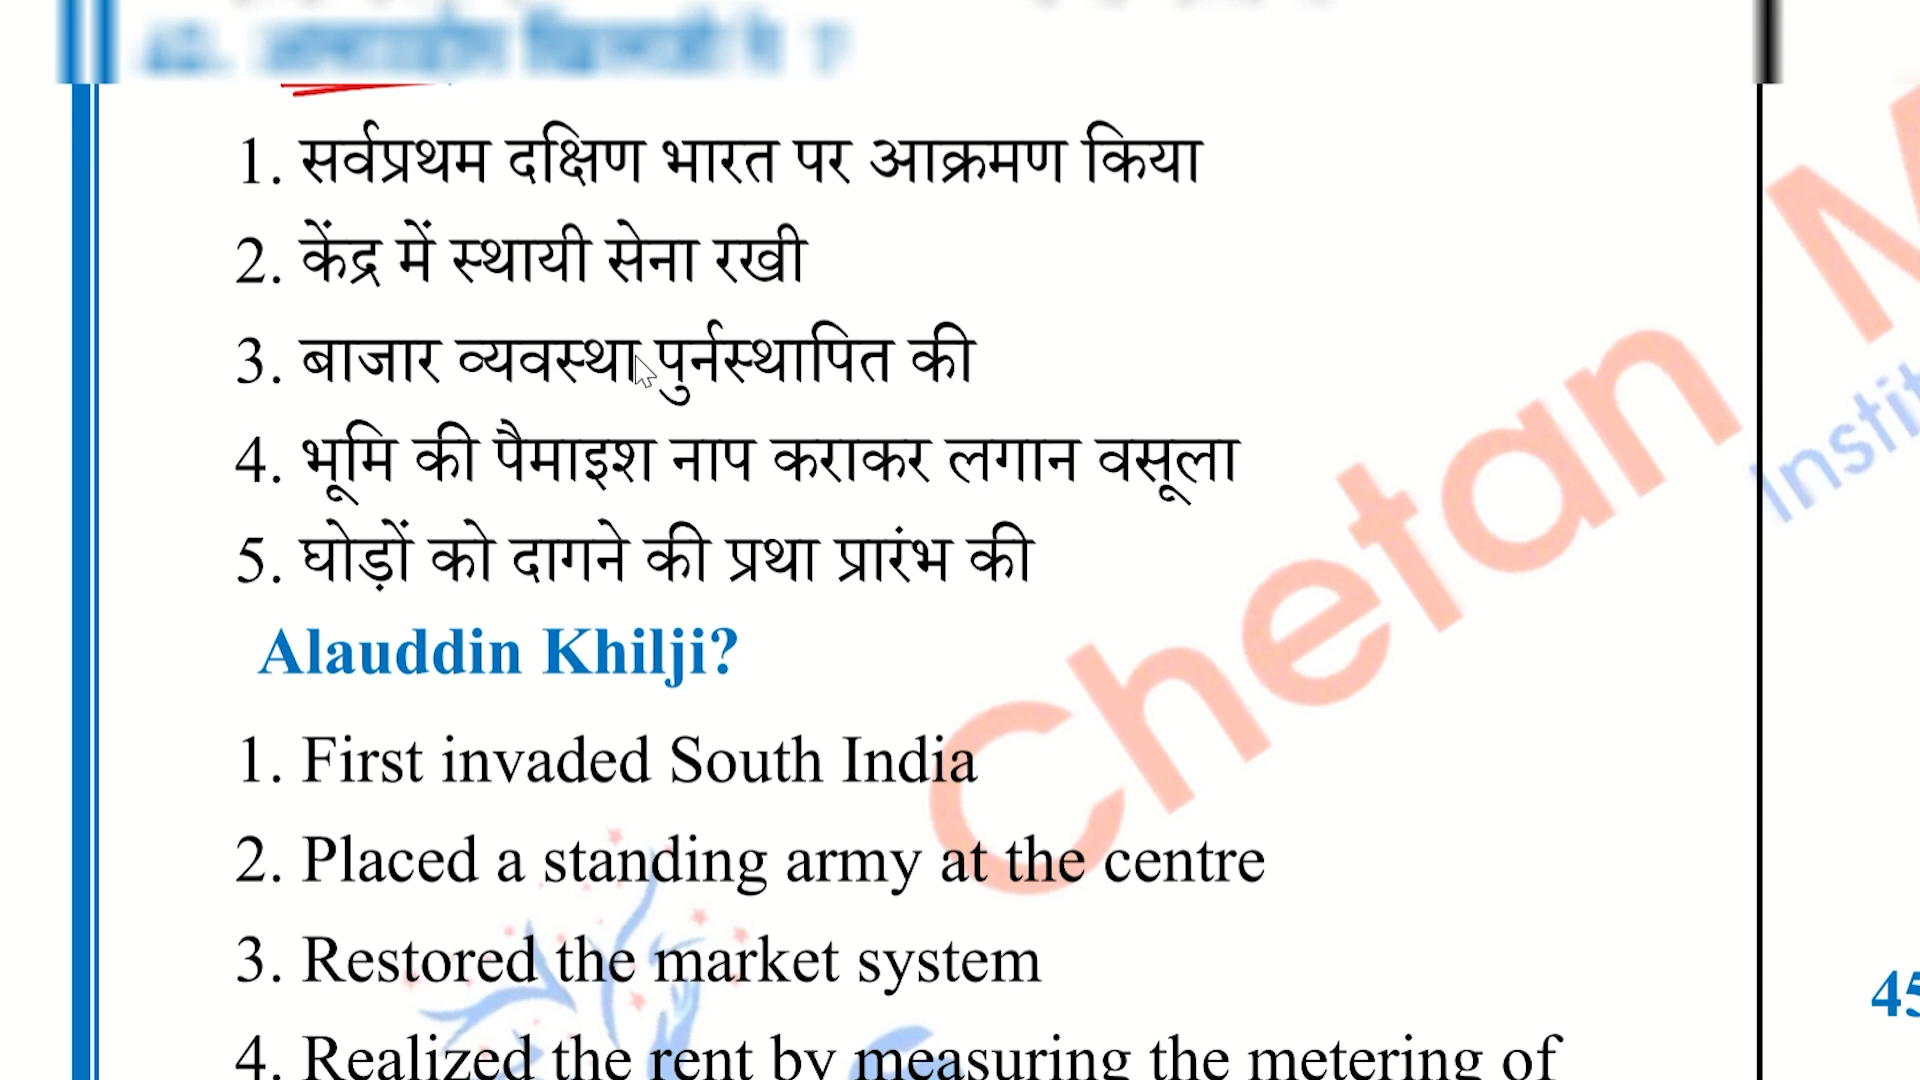 1. सर्वप्रथम दक्षिण भारत पर आक्रमण किया
2. केंद्र में स्थायी सेना रखी
3. बाजार व्यवस्था पुर्नस्थापित की
4. भूमि की पैमाइश नाप कराकर लगान वसूला
5. घोड़ों को दागने की प्रथा प्रारंभ की
Alauddin Khilji?
1. First invaded South India
2. Placed a standing army at the centre
3. Restored the market system
4. Realized the rent by measuring the metering of
Chetan
45